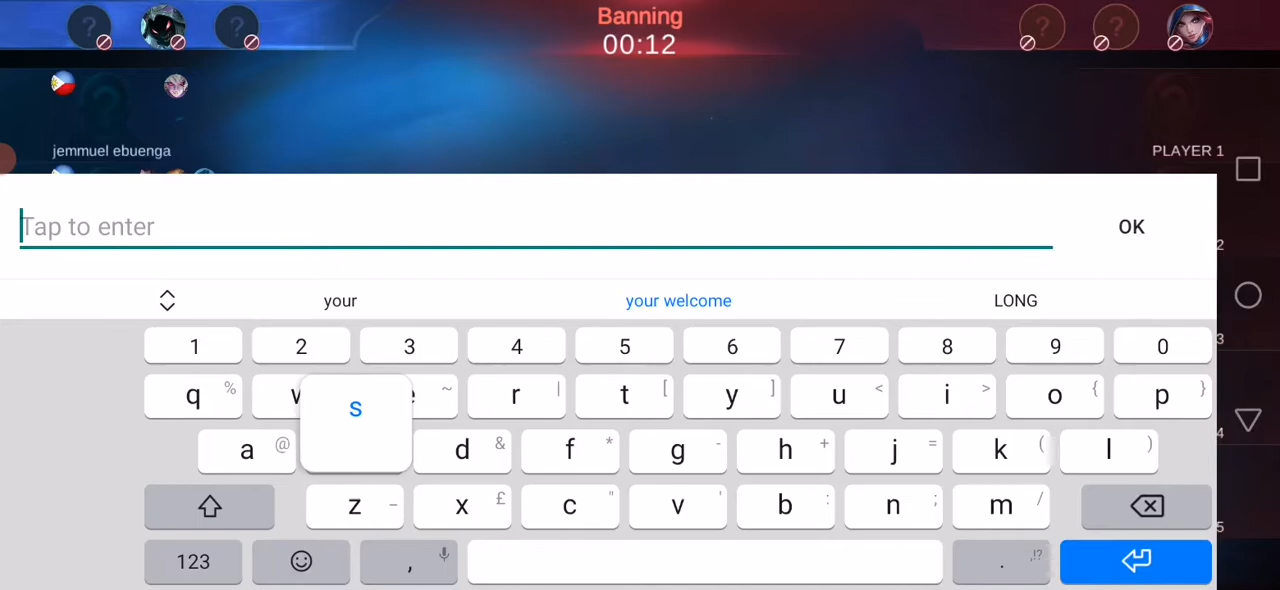 Banning
00:12
jemmuel ebuenga
PLAYER 1
Tap to enter
OK
2
your
your welcome
LONG
1 2 3 4 5 6 7 8 9 0
3
q % w e ~ r | t [ y ] u < i > o { p }
s
a @ d & f * g - h + j = k ( l )
4
z _ x £ c " v ' b : n ; m /
5
123 , . ,!?